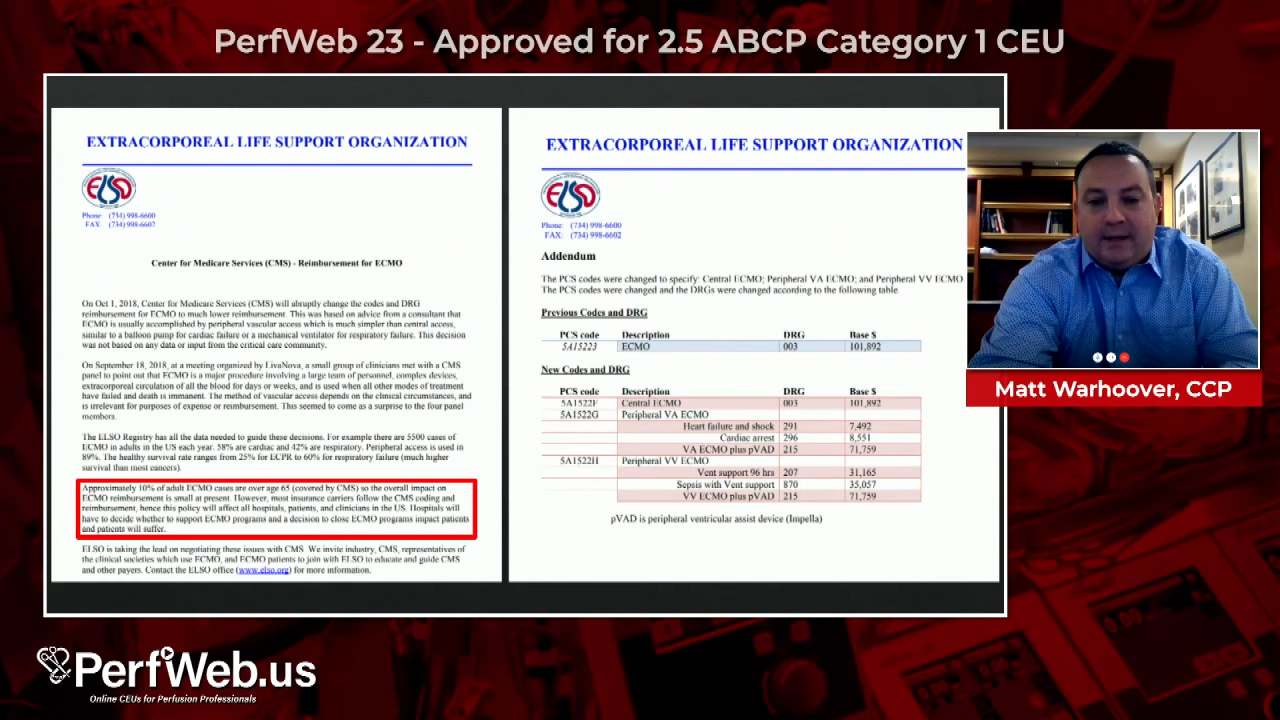 PerfWeb 23 - Approved for 2.5 ABCP Category 1 CEU
EXTRACORPOREAL LIFE SUPPORT ORGANIZATION
ELSO
Phone: (734) 998-6600
FAX: (734) 998-6602
Center for Medicare Services (CMS) - Reimbursement for ECMO
On Oct 1, 2018, Center for Medicare Services (CMS) will abruptly change the codes and DRG
reimbursement for ECMO to much lower reimbursement. This was based on advice from a consultant that
ECMO is usually accomplished by peripheral vascular access which is much simpler than central access,
similar to a balloon pump for cardiac failure or a mechanical ventilator for respiratory failure. This decision
was not based on any data or input from the critical care community.
On September 18, 2018, at a meeting organized by LivaNova, a small group of clinicians met with a CMS
panel to point out that ECMO is a major procedure involving a large team of personnel, complex devices,
extracorporeal circulation of all the blood for days or weeks, and is used when all other modes of treatment
have failed and death is immanent. The method of vascular access depends on the clinical circumstances, and
is irrelevant for purposes of expense or reimbursement. This seemed to come as a surprise to the four panel
members.
The ELSO Registry has all the data needed to guide these decisions. For example there are 5500 cases of
ECMO in adults in the US each year. 58% are cardiac and 42% are respiratory. Peripheral access is used in
89%. The healthy survival rate ranges from 25% for ECPR to 60% for respiratory failure (much higher
survival than most cancers).
Approximately 10% of adult ECMO cases are over age 65 (covered by CMS) so the overall impact on
ECMO reimbursement is small at present. However, most insurance carriers follow the CMS coding and
reimbursement, hence this policy will affect all hospitals, patients, and clinicians in the US. Hospitals will
have to decide whether to support ECMO programs and a decision to close ECMO programs impact patients
and patients will suffer.
ELSO is taking the lead on negotiating these issues with CMS. We invite industry, CMS, representatives of
the clinical societies which use ECMO, and ECMO patients to join with ELSO to educate and guide CMS
and other payers. Contact the ELSO office (www.elso.org) for more information.
EXTRACORPOREAL LIFE SUPPORT ORGANIZATION
ELSO
Phone: (734) 998-6600
FAX: (734) 998-6602
Addendum
The PCS codes were changed to specify: Central ECMO; Peripheral VA ECMO; and Peripheral VV ECMO
The PCS codes were changed and the DRGs were changed according to the following table
Previous Codes and DRG
PCS code Description DRG Base $
5A15223 ECMO 003 101,892
New Codes and DRG
PCS code Description DRG Base $
5A1522F Central ECMO 003 101,892
5A1522G Peripheral VA ECMO
Heart failure and shock 291 7,492
Cardiac arrest 296 8,551
VA ECMO plus pVAD 215 71,759
5A1522H Peripheral VV ECMO
Vent support 96 hrs 207 31,165
Sepsis with Vent support 870 35,057
VV ECMO plus pVAD 215 71,759
pVAD is peripheral ventricular assist device (Impella)
Matt Warhoover, CCP
PerfWeb.us
Online CEUs for Perfusion Professionals